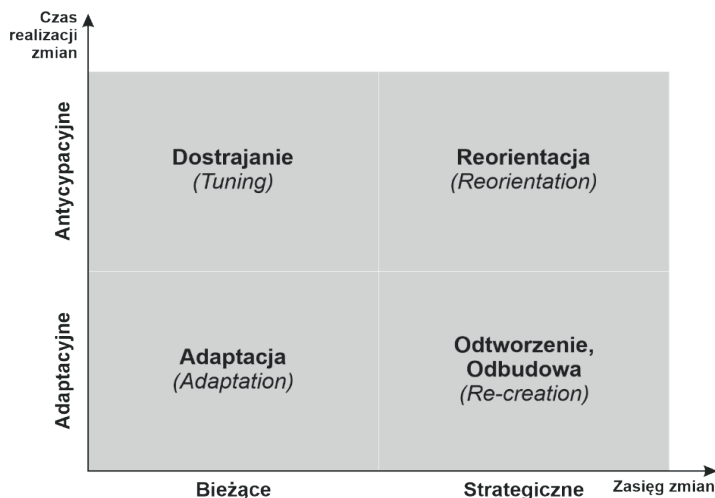 Czas
realizacji
zmian
Antycypacyjne
Dostrajanie
(Tuning)
Reorientacja
(Reorientation)
Adaptacyjne
Adaptacja
(Adaptation)
Odtworzenie,
Odbudowa
(Re-creation)
Bieżące
Strategiczne
Zasięg zmian